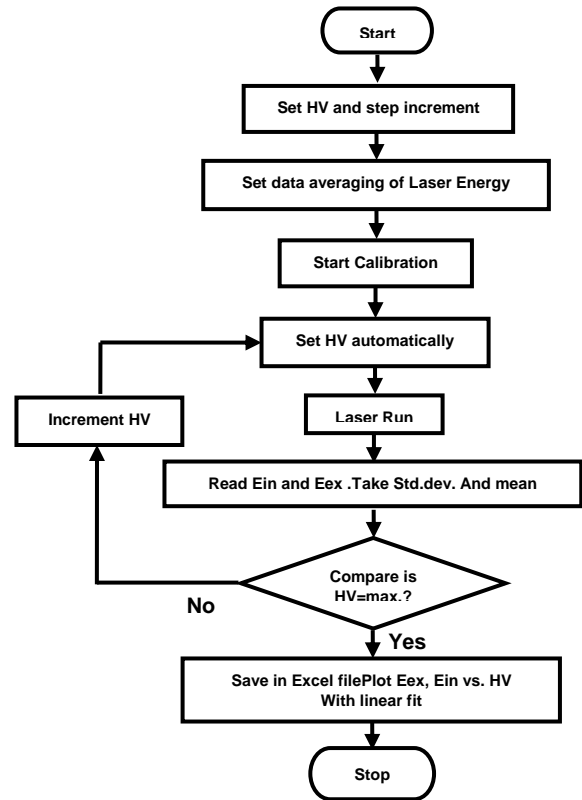 Start
Set HV and step increment
Set data averaging of Laser Energy
Start Calibration
Set HV automatically
Increment HV
Laser Run
Read Ein and Eex .Take Std.dev. And mean
Compare is
HV=max.?
No
Yes
Save in Excel filePlot Eex, Ein vs. HV
With linear fit
Stop